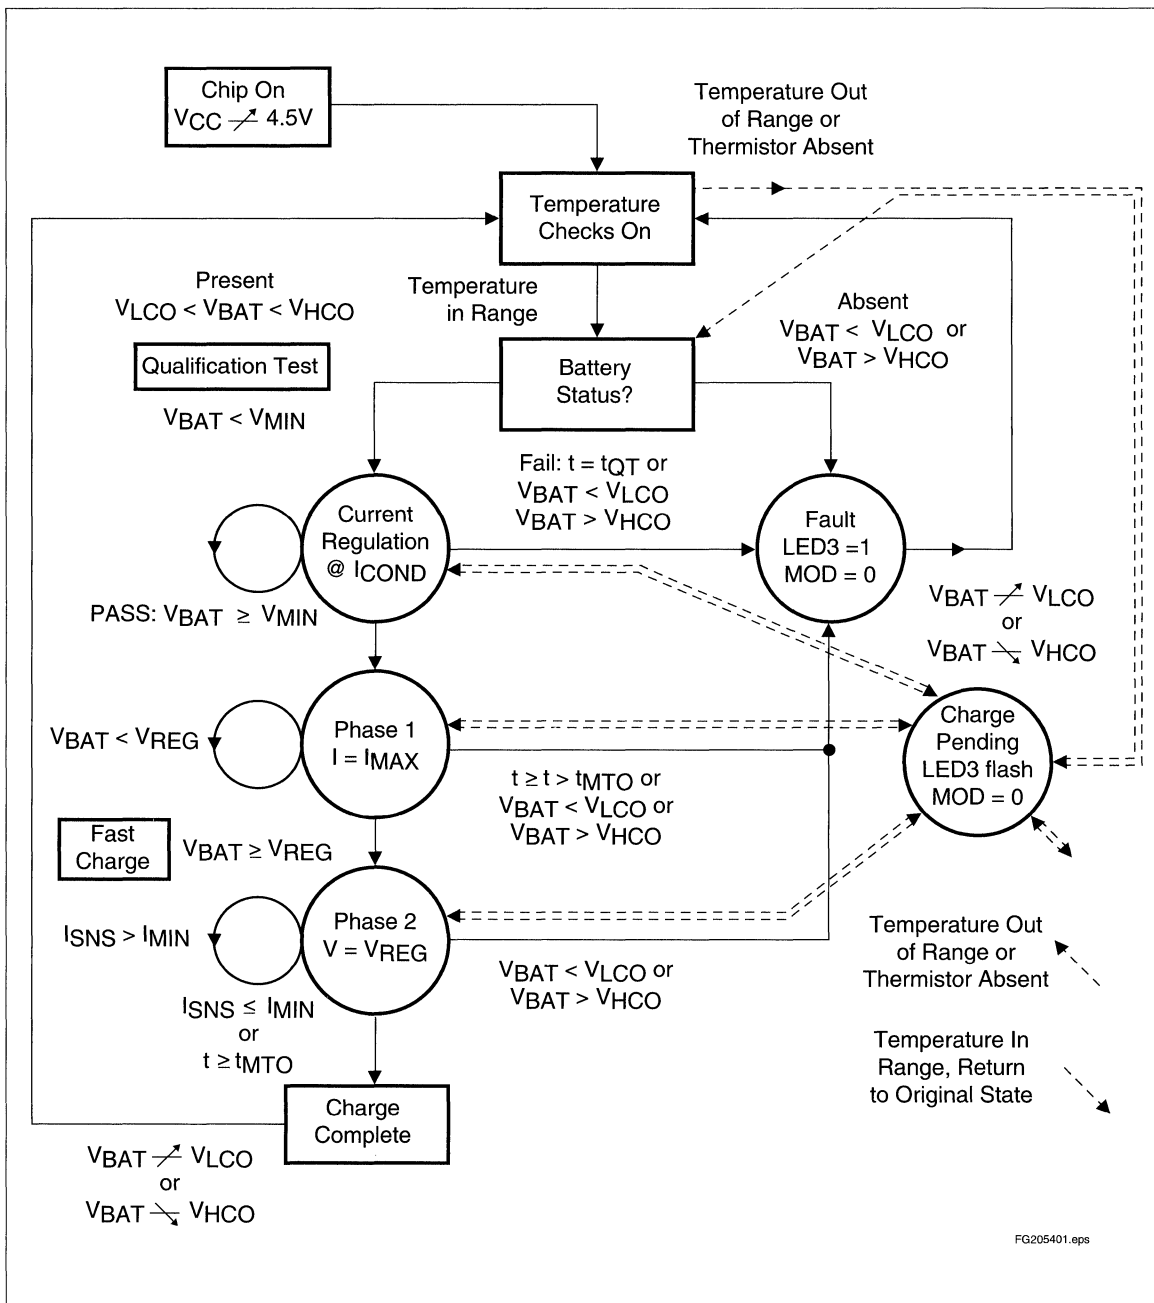 Chip On
VCC ↗ 4.5V
Temperature Out
of Range or
Thermistor Absent
Temperature
Checks On
Present
VLCO < VBAT < VHCO
Temperature
in Range
Absent
VBAT < VLCO or
VBAT > VHCO
Qualification Test
Battery
Status?
VBAT < VMIN
Fail: t = tQT or
VBAT < VLCO
VBAT > VHCO
Current
Regulation
@ ICOND
Fault
LED3 =1
MOD = 0
PASS: VBAT ≥ VMIN
VBAT ↗ VLCO
or
VBAT ↘ VHCO
Phase 1
I = IMAX
VBAT < VREG
Charge
Pending
LED3 flash
MOD = 0
t ≥ t > tMTO or
VBAT < VLCO or
VBAT > VHCO
Fast
Charge
VBAT ≥ VREG
Phase 2
V = VREG
ISNS > IMIN
VBAT < VLCO or
VBAT > VHCO
Temperature Out
of Range or
Thermistor Absent
ISNS ≤ IMIN
or
t ≥ tMTO
Temperature In
Range, Return
to Original State
Charge
Complete
VBAT ↗ VLCO
or
VBAT ↘ VHCO
FG205401.eps